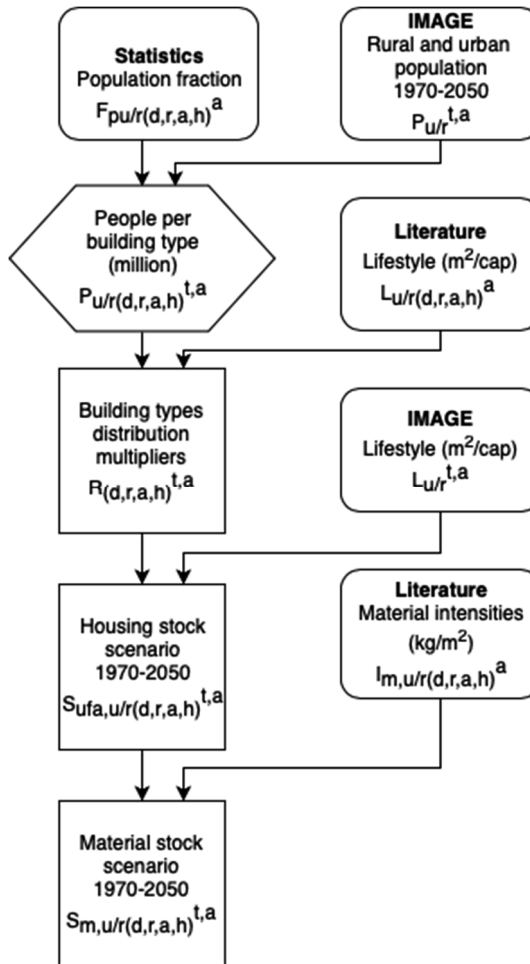 Statistics
Population fraction
Fpu/r(d,r,a,h)ᵃ
IMAGE
Rural and urban
population
1970-2050
Pu/rᵗ,ᵃ
People per
building type
(million)
Pu/r(d,r,a,h)ᵗ,ᵃ
Literature
Lifestyle (m²/cap)
Lu/r(d,r,a,h)ᵃ
Building types
distribution
multipliers
R(d,r,a,h)ᵗ,ᵃ
IMAGE
Lifestyle (m²/cap)
Lu/rᵗ,ᵃ
Housing stock
scenario
1970-2050
Sufa,u/r(d,r,a,h)ᵗ,ᵃ
Literature
Material intensities
(kg/m²)
Im,u/r(d,r,a,h)ᵃ
Material stock
scenario
1970-2050
Sm,u/r(d,r,a,h)ᵗ,ᵃ